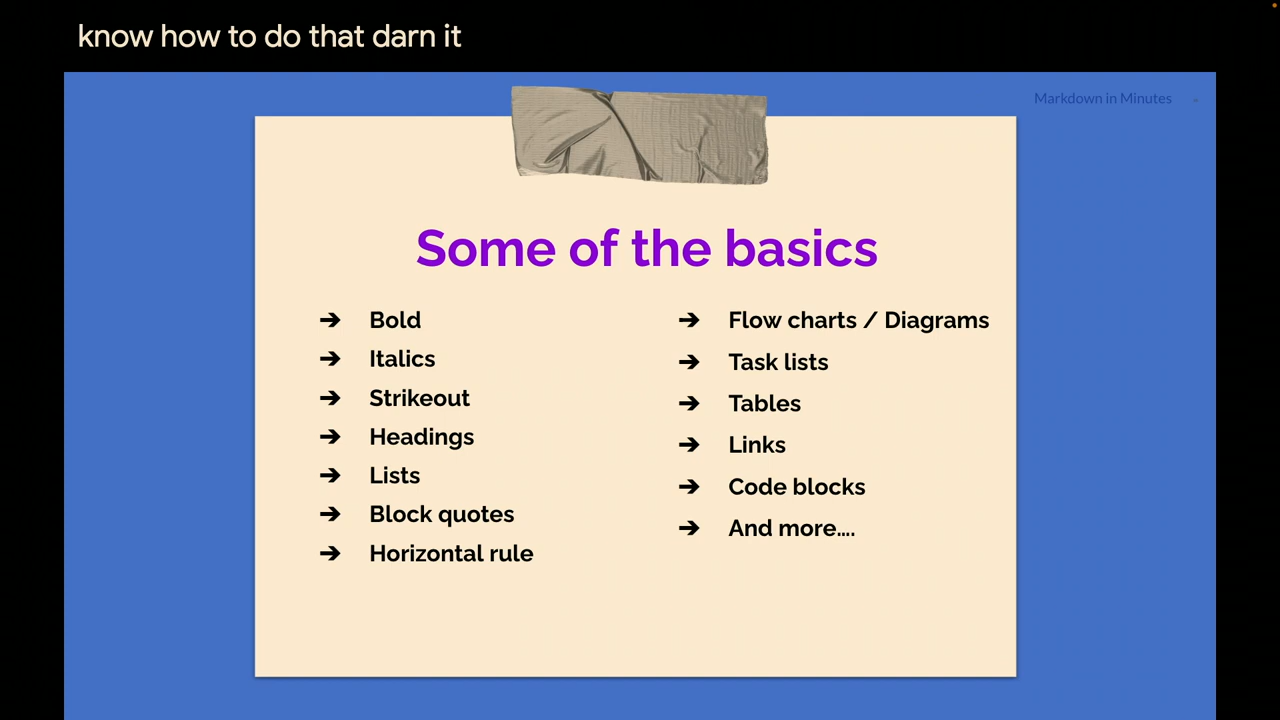 know how to do that darn it
Markdown in Minutes
Some of the basics
➔ Bold
➔ Italics
➔ Strikeout
➔ Headings
➔ Lists
➔ Block quotes
➔ Horizontal rule
➔ Flow charts / Diagrams
➔ Task lists
➔ Tables
➔ Links
➔ Code blocks
➔ And more....